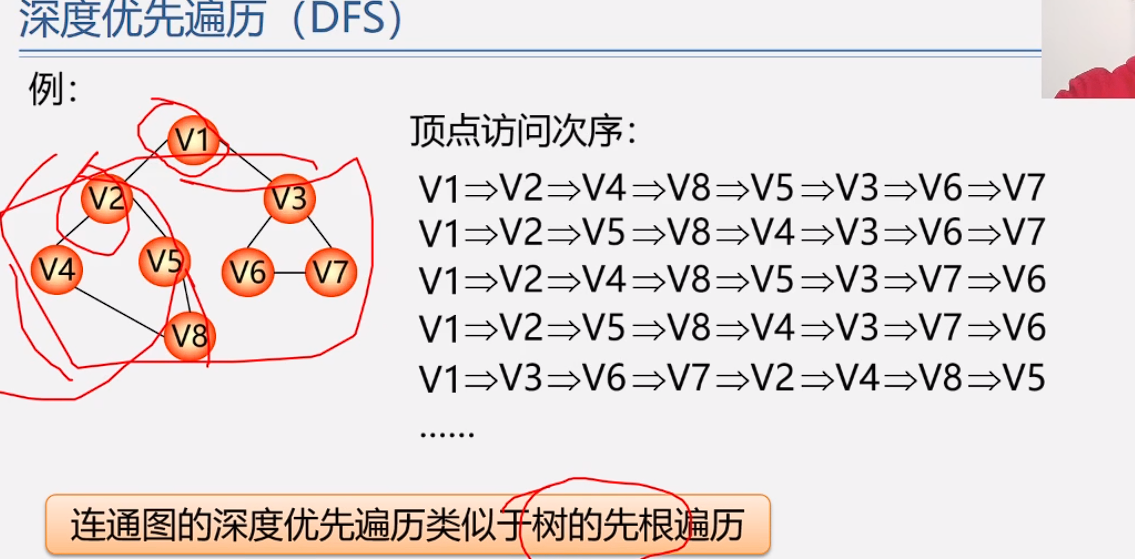 深度优先遍历（DFS）
例：
V1
V2
V3
V4
V5
V6
V7
V8
顶点访问次序：
V1⇒V2⇒V4⇒V8⇒V5⇒V3⇒V6⇒V7
V1⇒V2⇒V5⇒V8⇒V4⇒V3⇒V6⇒V7
V1⇒V2⇒V4⇒V8⇒V5⇒V3⇒V7⇒V6
V1⇒V2⇒V5⇒V8⇒V4⇒V3⇒V7⇒V6
V1⇒V3⇒V6⇒V7⇒V2⇒V4⇒V8⇒V5
......
连通图的深度优先遍历类似于树的先根遍历